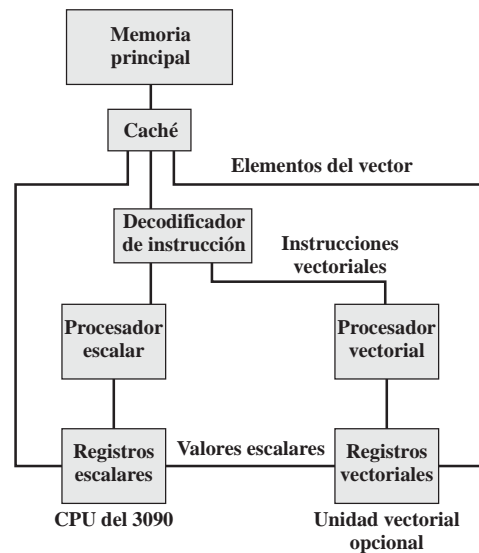 Memoria
principal
Caché
Elementos del vector
Decodificador
de instrucción
Instrucciones
vectoriales
Procesador
escalar
Procesador
vectorial
Registros
escalares
Valores escalares
Registros
vectoriales
CPU del 3090
Unidad vectorial
opcional